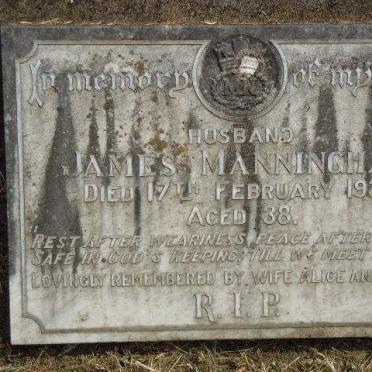 In memory of my
HUSBAND
JAMES MANNINGHA
DIED 17TH FEBRUARY 19
AGED 38.
"REST AFTER WEARINESS, PEACE AFTER
SAFE IN GOD'S KEEPING, TILL WE MEET
LOVINGLY REMEMBERED BY WIFE ALICE AN
R.I.P.